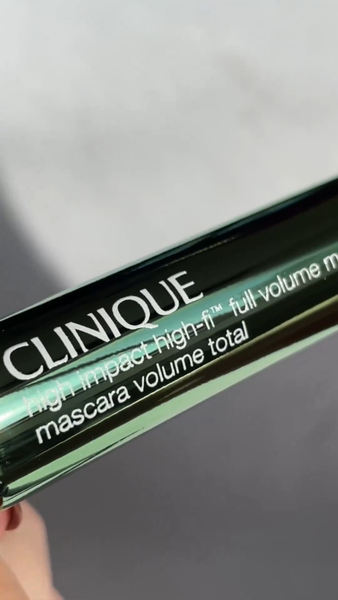 CLINIQUE
high impact high-fi™ full volume m
mascara volume total